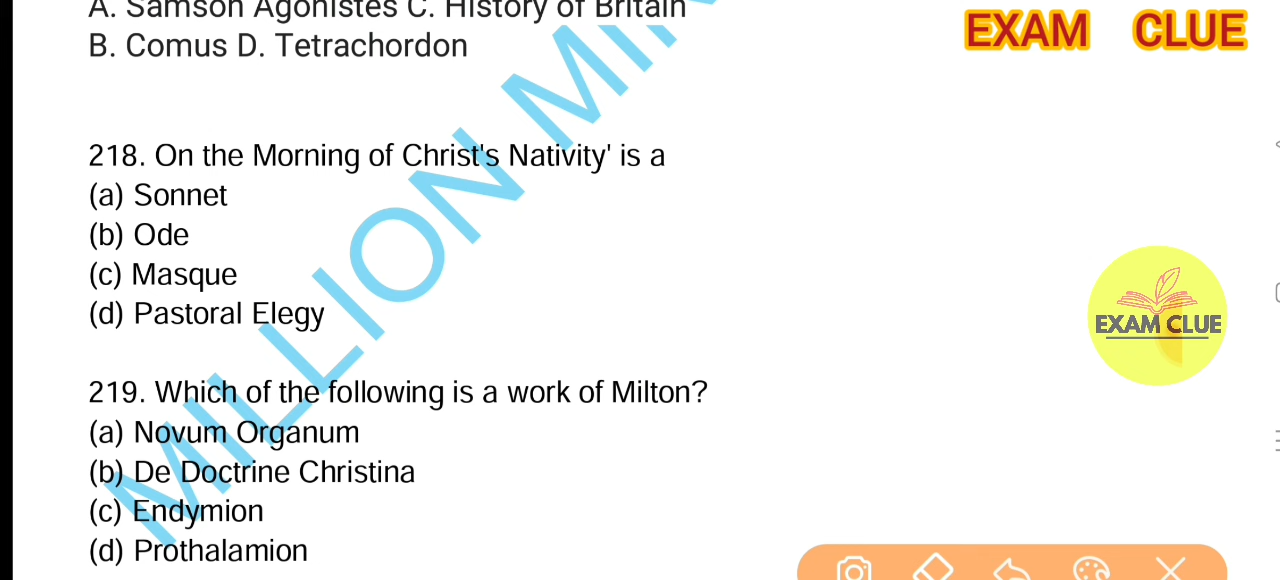 A. Samson Agonistes C. History of Britain
B. Comus D. Tetrachordon
EXAM CLUE
218. On the Morning of Christ's Nativity' is a
(a) Sonnet
(b) Ode
(c) Masque
(d) Pastoral Elegy
EXAM CLUE
219. Which of the following is a work of Milton?
(a) Novum Organum
(b) De Doctrine Christina
(c) Endymion
(d) Prothalamion
MILLION